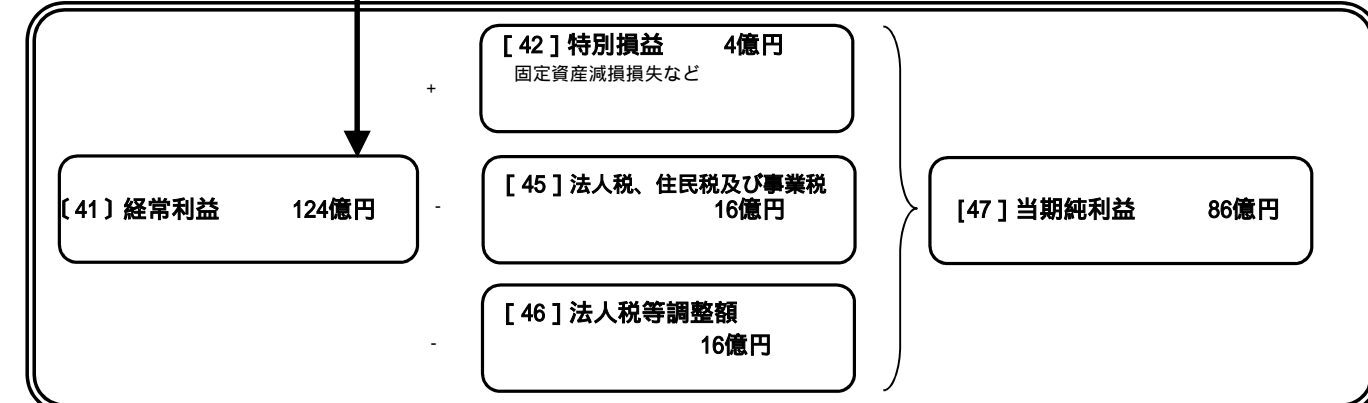 [ 42 ] 特別損益 4億円
固定資産減損損失など
+
[ 45 ] 法人税、住民税及び事業税
16億円
〔 41 〕 経常利益 124億円
-
[ 47 ] 当期純利益 86億円
[ 46 ] 法人税等調整額
16億円
-